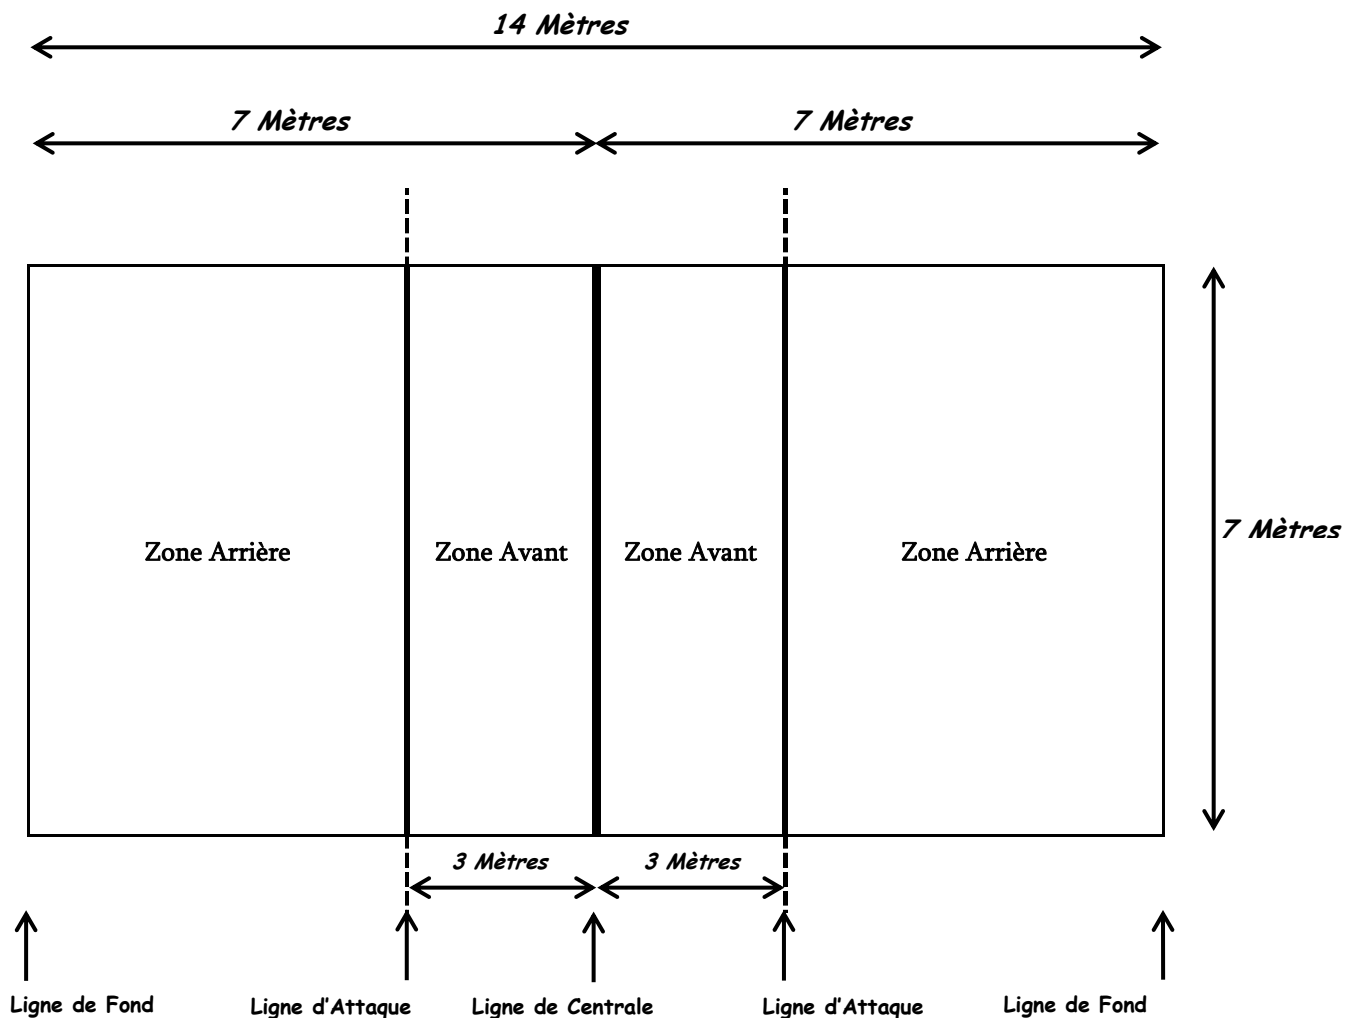 14 Mètres
7 Mètres
7 Mètres
7 Mètres
Zone Arrière
Zone Avant
Zone Avant
Zone Arrière
3 Mètres
3 Mètres
Ligne de Fond
Ligne d'Attaque
Ligne de Centrale
Ligne d'Attaque
Ligne de Fond